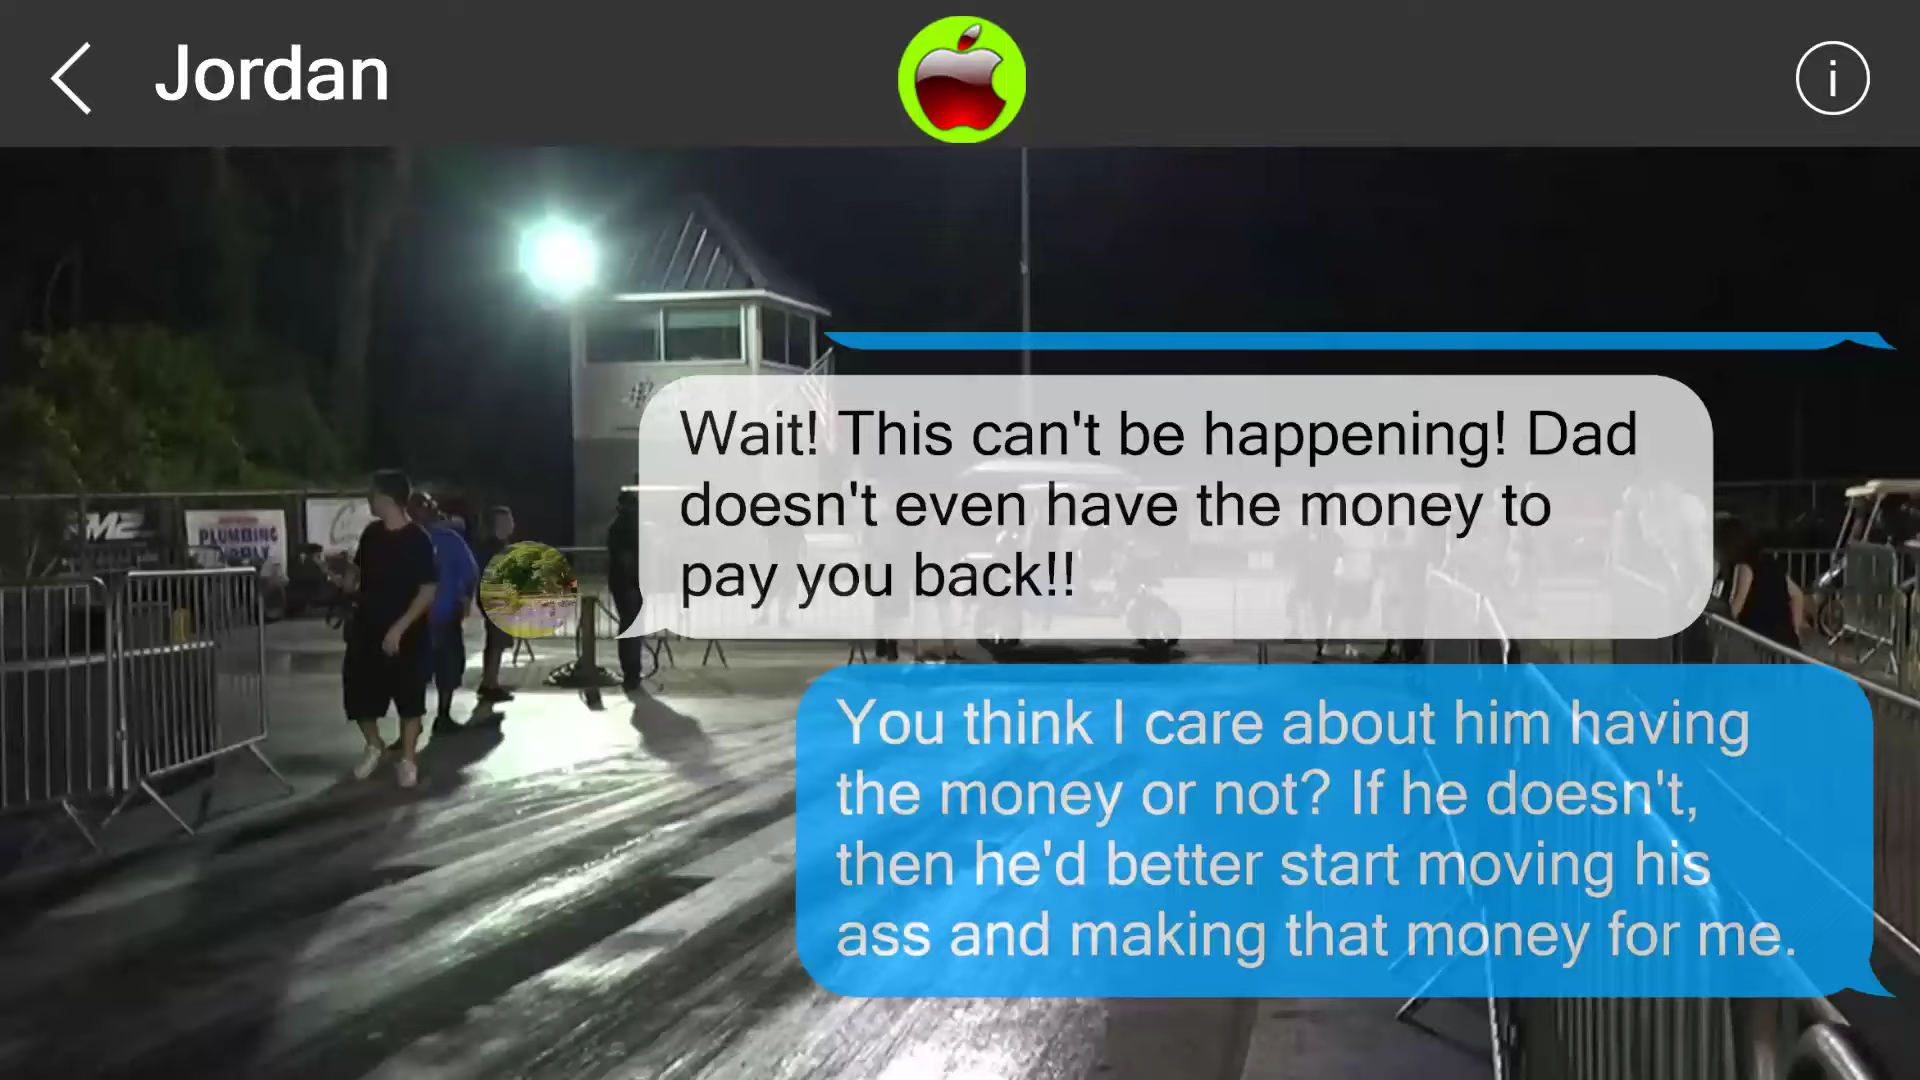 Jordan
Wait! This can't be happening! Dad
doesn't even have the money to
pay you back!!
You think I care about him having
the money or not? If he doesn't,
then he'd better start moving his
ass and making that money for me.
PLUMBING